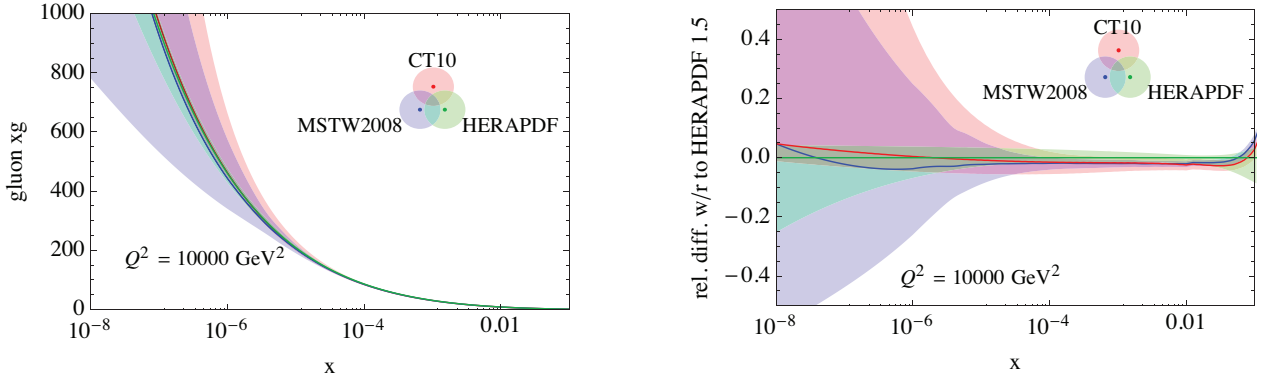 gluon xg
1000
800
600
400
200
0
CT10
MSTW2008
HERAPDF
Q² = 10000 GeV²
10⁻⁸
10⁻⁶
10⁻⁴
0.01
x
rel. diff. w/r to HERAPDF 1.5
0.4
0.2
0.0
−0.2
−0.4
CT10
MSTW2008
HERAPDF
Q² = 10000 GeV²
10⁻⁸
10⁻⁶
10⁻⁴
0.01
x